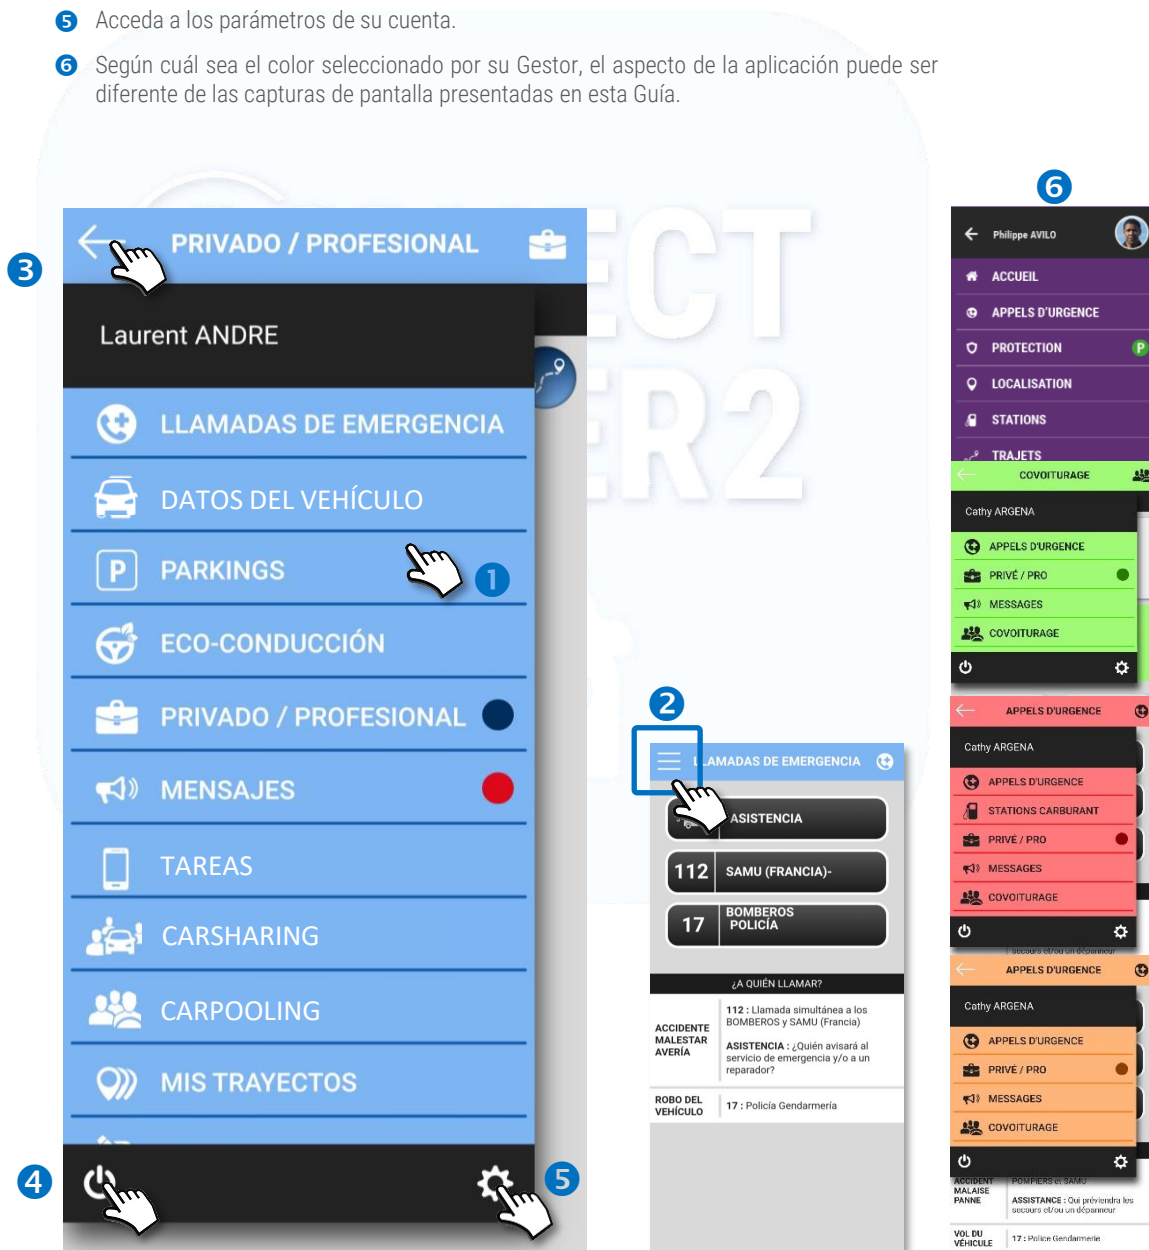 5 Acceda a los parámetros de su cuenta.
6 Según cuál sea el color seleccionado por su Gestor, el aspecto de la aplicación puede ser
diferente de las capturas de pantalla presentadas en esta Guía.
ECT
ER2
3
PRIVADO / PROFESIONAL
Laurent ANDRE
LLAMADAS DE EMERGENCIA
DATOS DEL VEHÍCULO
P PARKINGS
1
ECO-CONDUCCIÓN
PRIVADO / PROFESIONAL
MENSAJES
TAREAS
CARSHARING
CARPOOLING
MIS TRAYECTOS
4
5
2
LLAMADAS DE EMERGENCIA
ASISTENCIA
112 SAMU (FRANCIA)-
17 BOMBEROS
POLICÍA
¿A QUIÉN LLAMAR?
ACCIDENTE
MALESTAR
AVERÍA
112 : Llamada simultánea a los
BOMBEROS y SAMU (Francia)
ASISTENCIA : ¿Quién avisará al
servicio de emergencia y/o a un
reparador?
ROBO DEL
VEHÍCULO
17 : Policía Gendarmería
6
Philippe AVILO
ACCUEIL
APPELS D'URGENCE
PROTECTION P
LOCALISATION
STATIONS
TRAJETS
COVOITURAGE
Cathy ARGENA
APPELS D'URGENCE
PRIVÉ / PRO
MESSAGES
COVOITURAGE
APPELS D'URGENCE
Cathy ARGENA
APPELS D'URGENCE
STATIONS CARBURANT
PRIVÉ / PRO
MESSAGES
COVOITURAGE
secours et/ou un dépanneur
APPELS D'URGENCE
Cathy ARGENA
APPELS D'URGENCE
PRIVÉ / PRO
MESSAGES
COVOITURAGE
ACCIDENT
MALAISE
PANNE
POMPIERS et SAMU
ASSISTANCE : Qui préviendra les
secours et/ou un dépanneur
VOL DU
VÉHICULE
17 : Police Gendarmerie